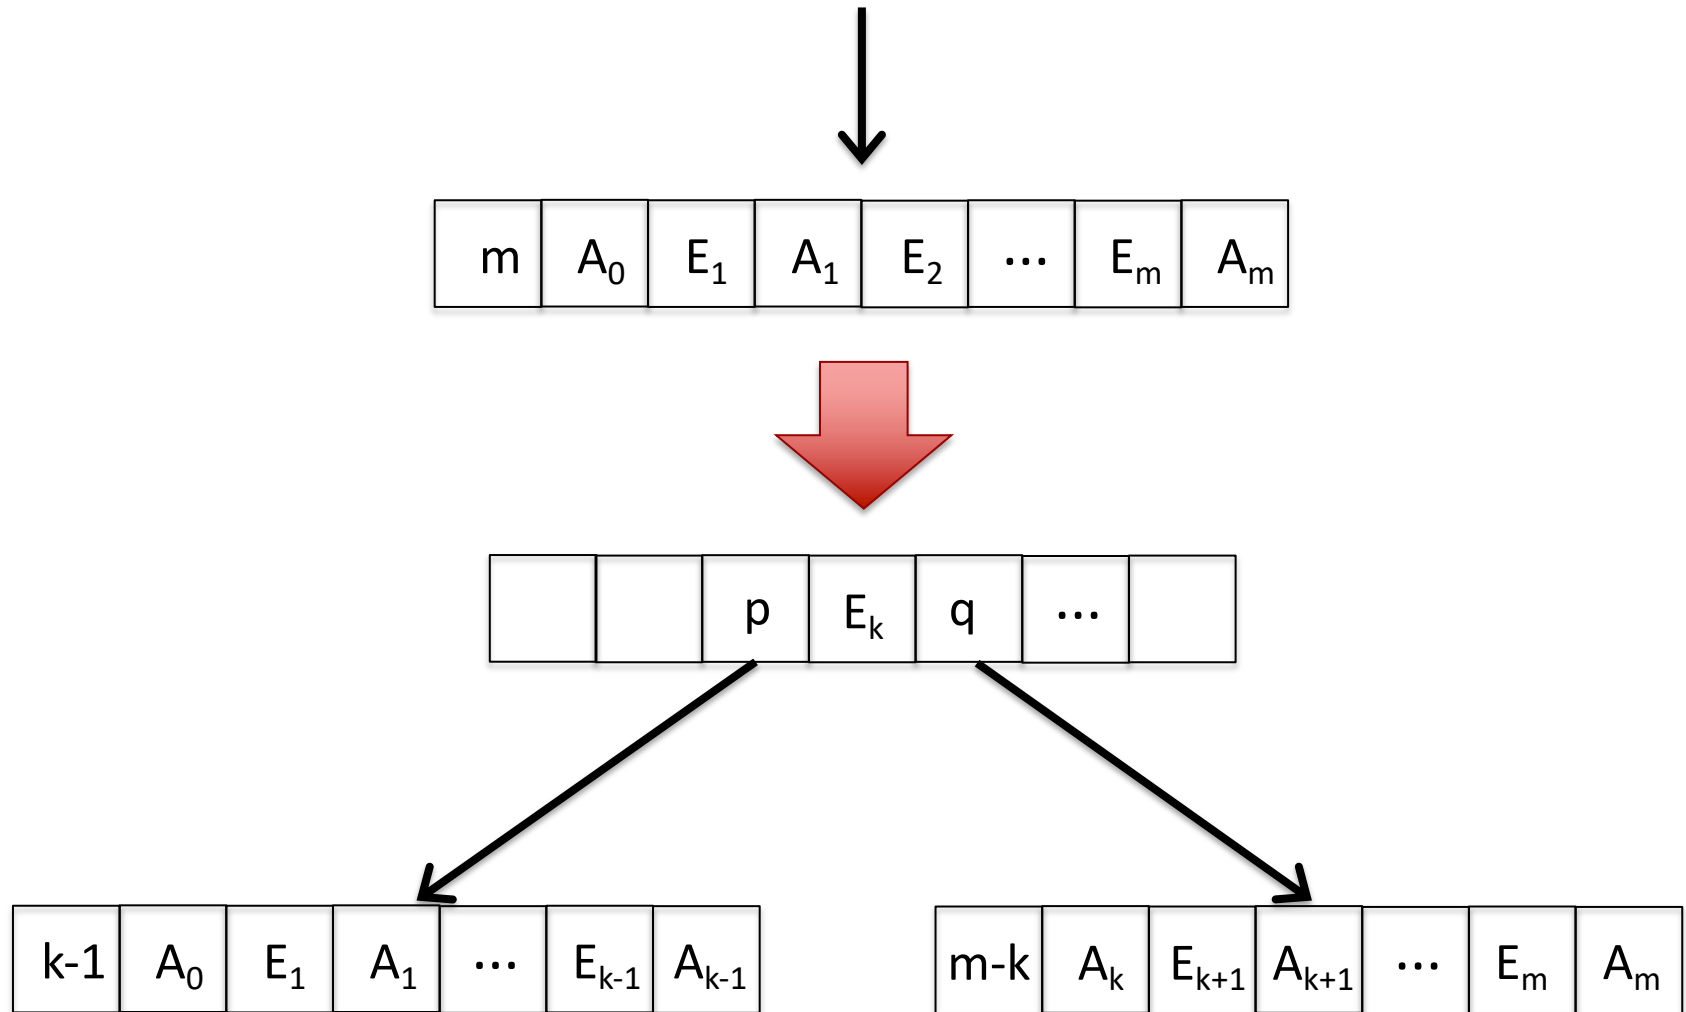 m A₀ E₁ A₁ E₂ ... Eₘ Aₘ
p Eₖ q ...
k-1 A₀ E₁ A₁ ... Eₖ₋₁ Aₖ₋₁
m-k Aₖ Eₖ₊₁ Aₖ₊₁ ... Eₘ Aₘ